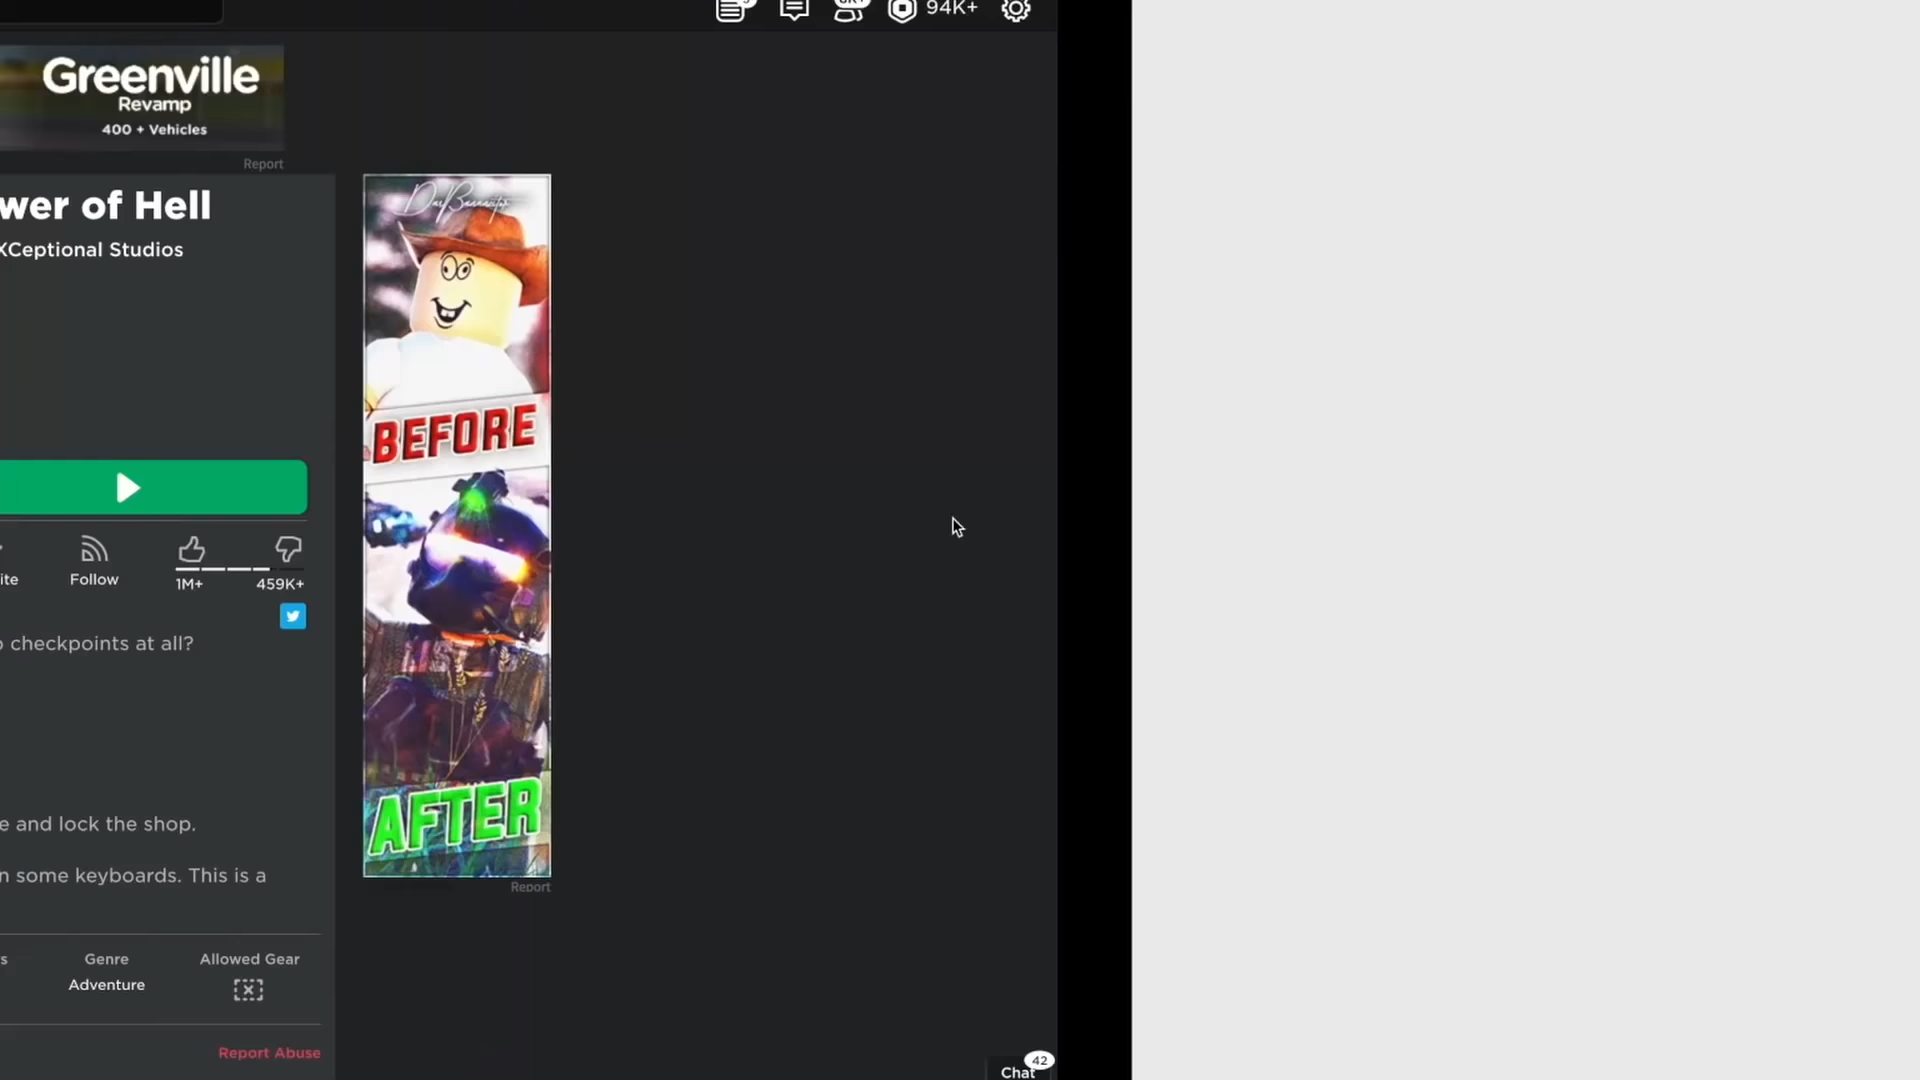 94K+
Greenville
Revamp
400 + Vehicles
Report
wer of Hell
XCeptional Studios
BEFORE
ite
Follow
1M+
459K+
o checkpoints at all?
AFTER
e and lock the shop.
n some keyboards. This is a
Report
s
Genre
Allowed Gear
Adventure
Report Abuse
42
Chat